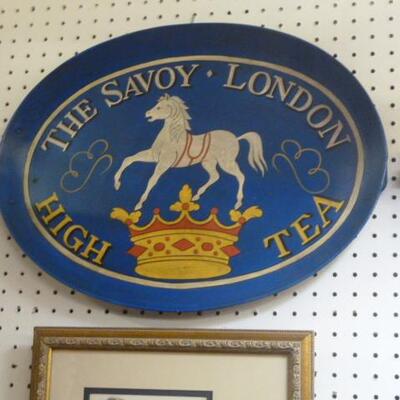 THE SAVOY · LONDON
HIGH TEA